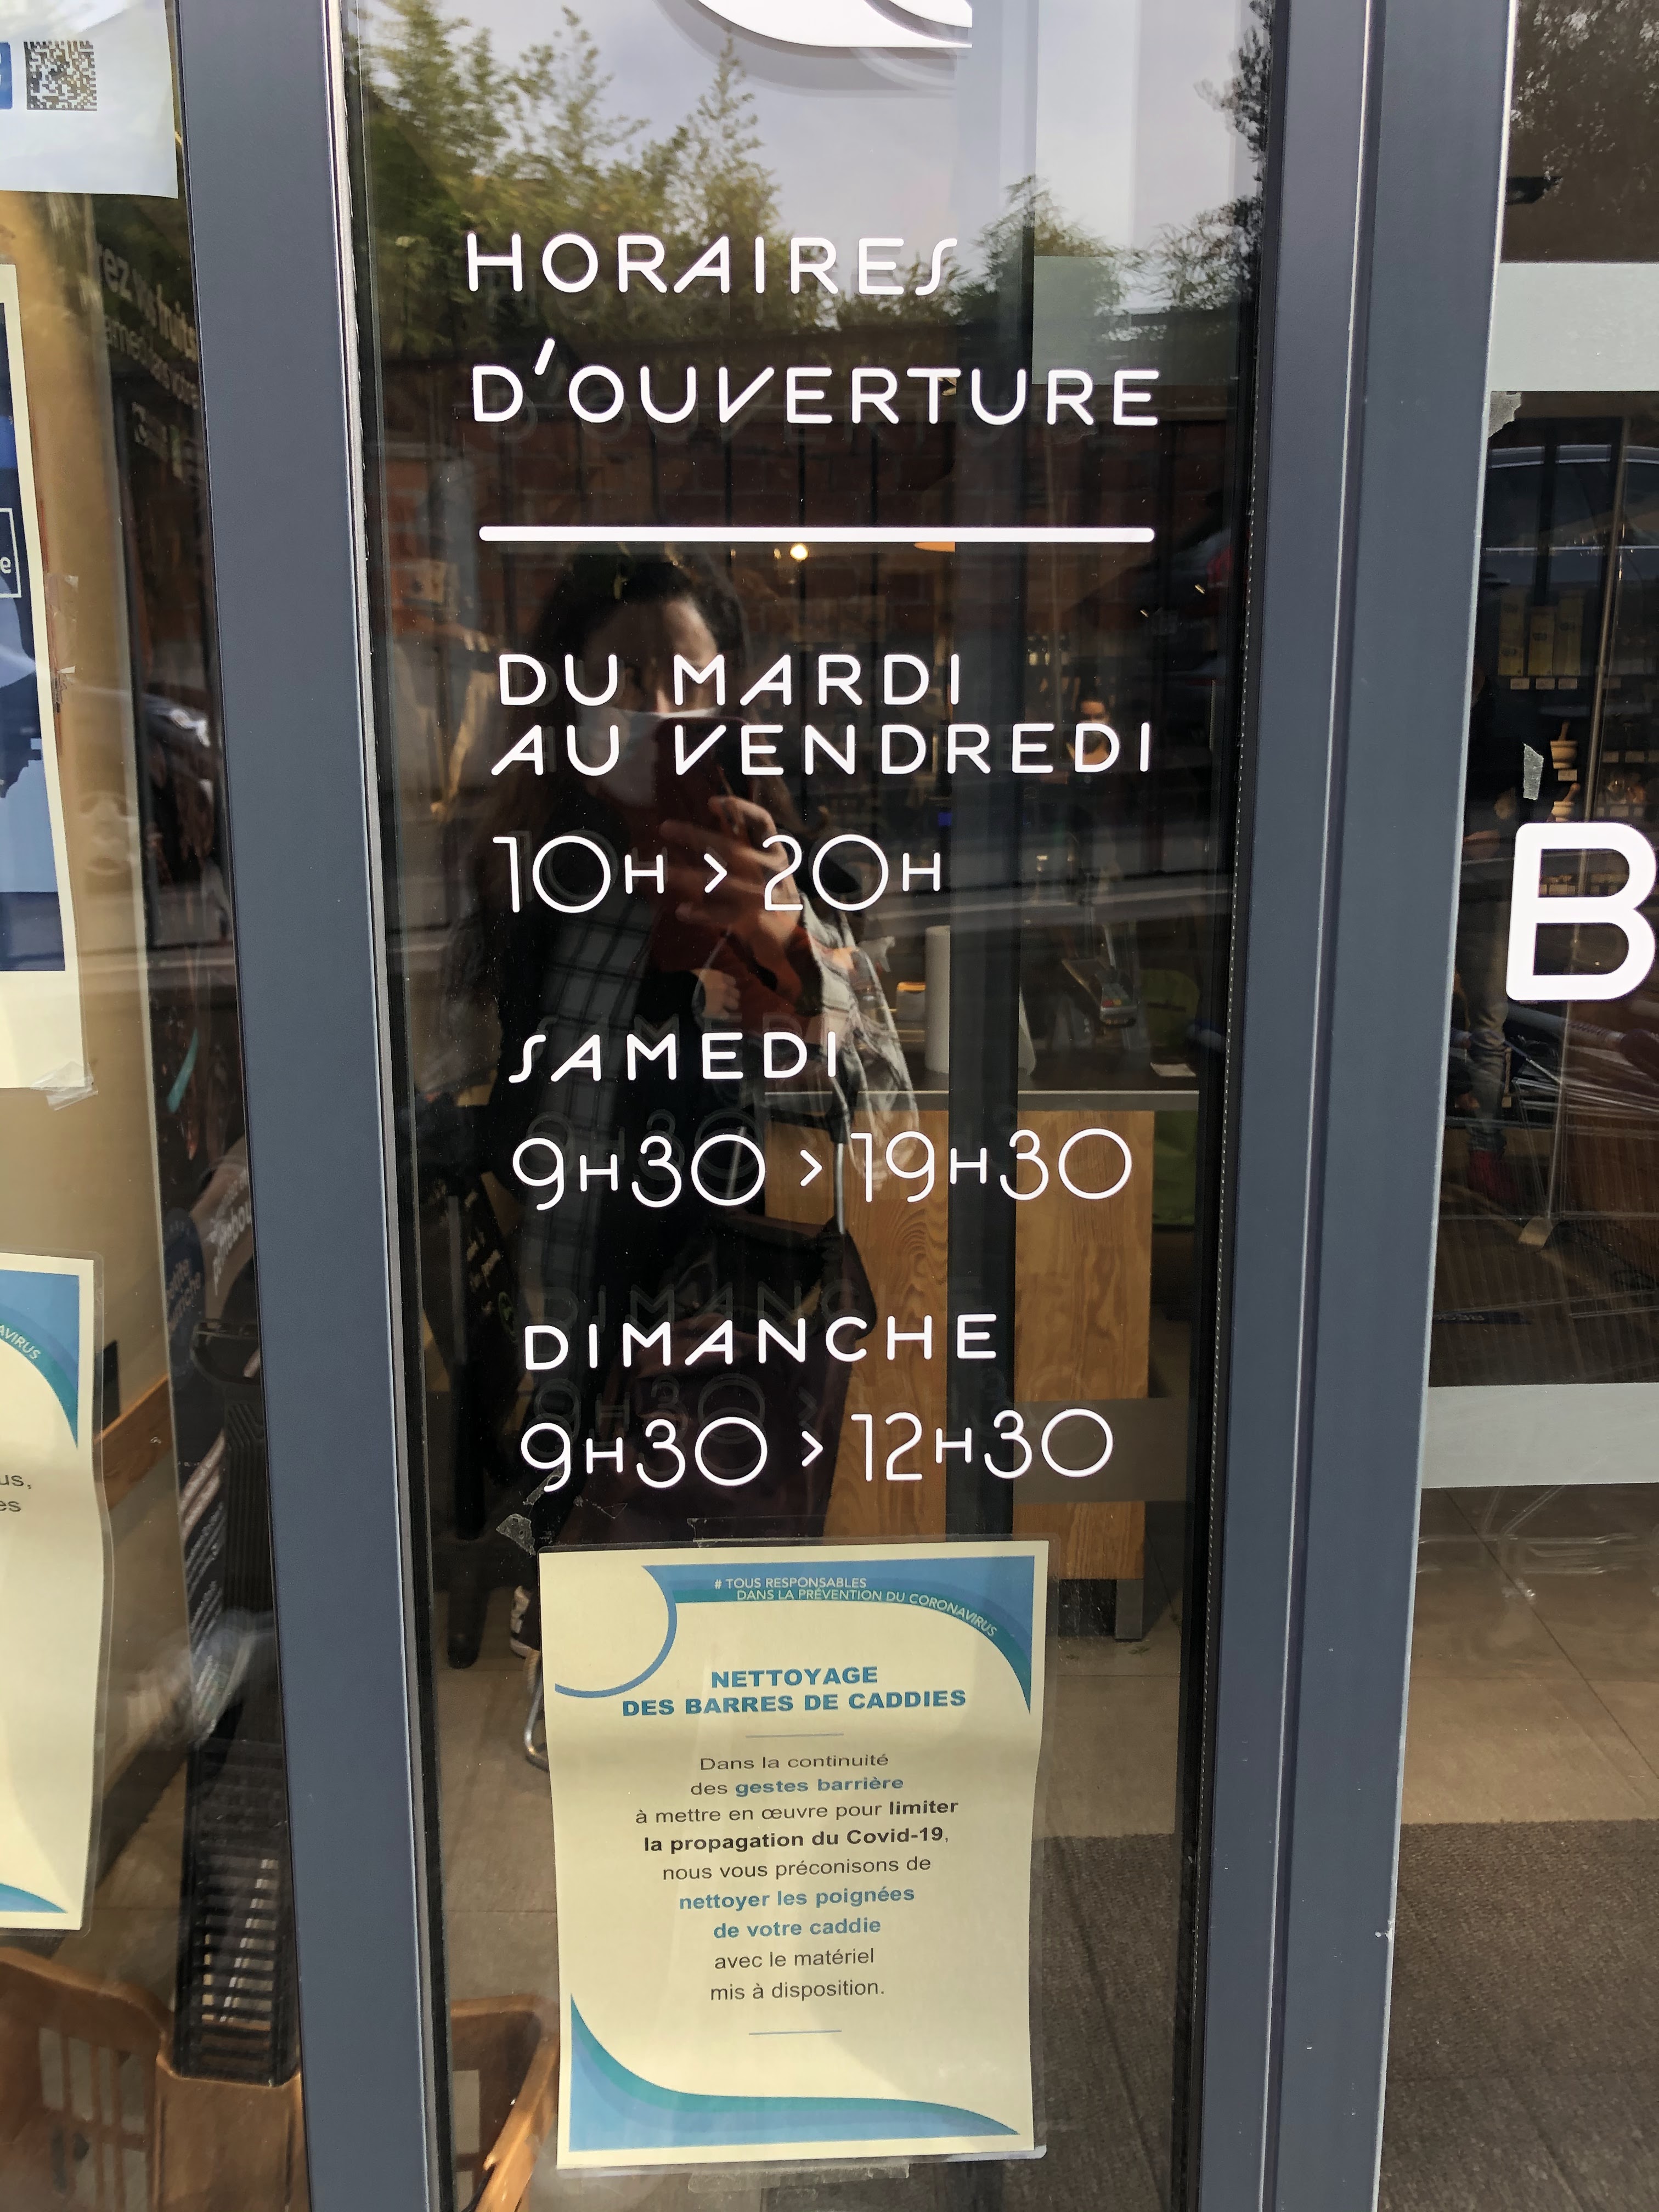 HORAIRES
D'OUVERTURE
DU MARDI
AU VENDREDI
10H > 20H
SAMEDI
9H30 > 19H30
DIMANCHE
9H30 > 12H30
# TOUS RESPONSABLES
DANS LA PRÉVENTION DU CORONAVIRUS
NETTOYAGE
DES BARRES DE CADDIES
Dans la continuité
des gestes barrière
à mettre en œuvre pour limiter
la propagation du Covid-19,
nous vous préconisons de
nettoyer les poignées
de votre caddie
avec le matériel
mis à disposition.
B